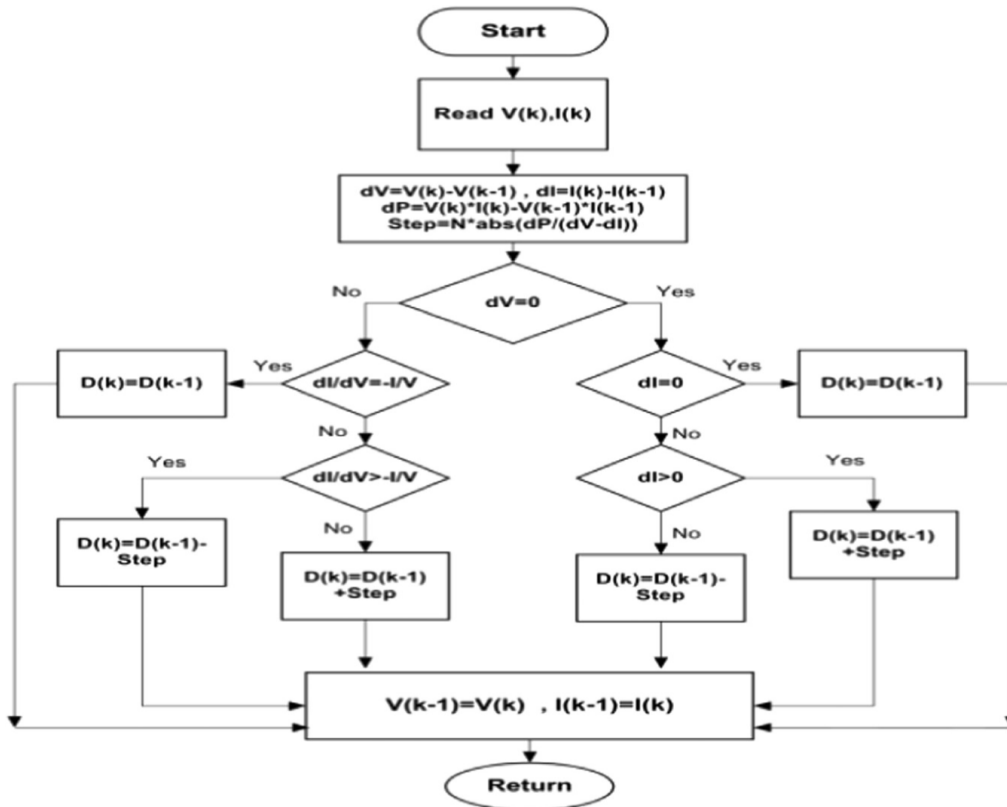 Start
Read V(k),I(k)
dV=V(k)-V(k-1) , dI=I(k)-I(k-1)
dP=V(k)*I(k)-V(k-1)*I(k-1)
Step=N*abs(dP/(dV-dI))
No
dV=0
Yes
D(k)=D(k-1)
Yes
dI/dV=-I/V
dI=0
Yes
D(k)=D(k-1)
No
No
Yes
dI/dV>-I/V
dI>0
Yes
D(k)=D(k-1)-
Step
No
D(k)=D(k-1)
+Step
No
D(k)=D(k-1)-
Step
D(k)=D(k-1)
+Step
V(k-1)=V(k) , I(k-1)=I(k)
Return